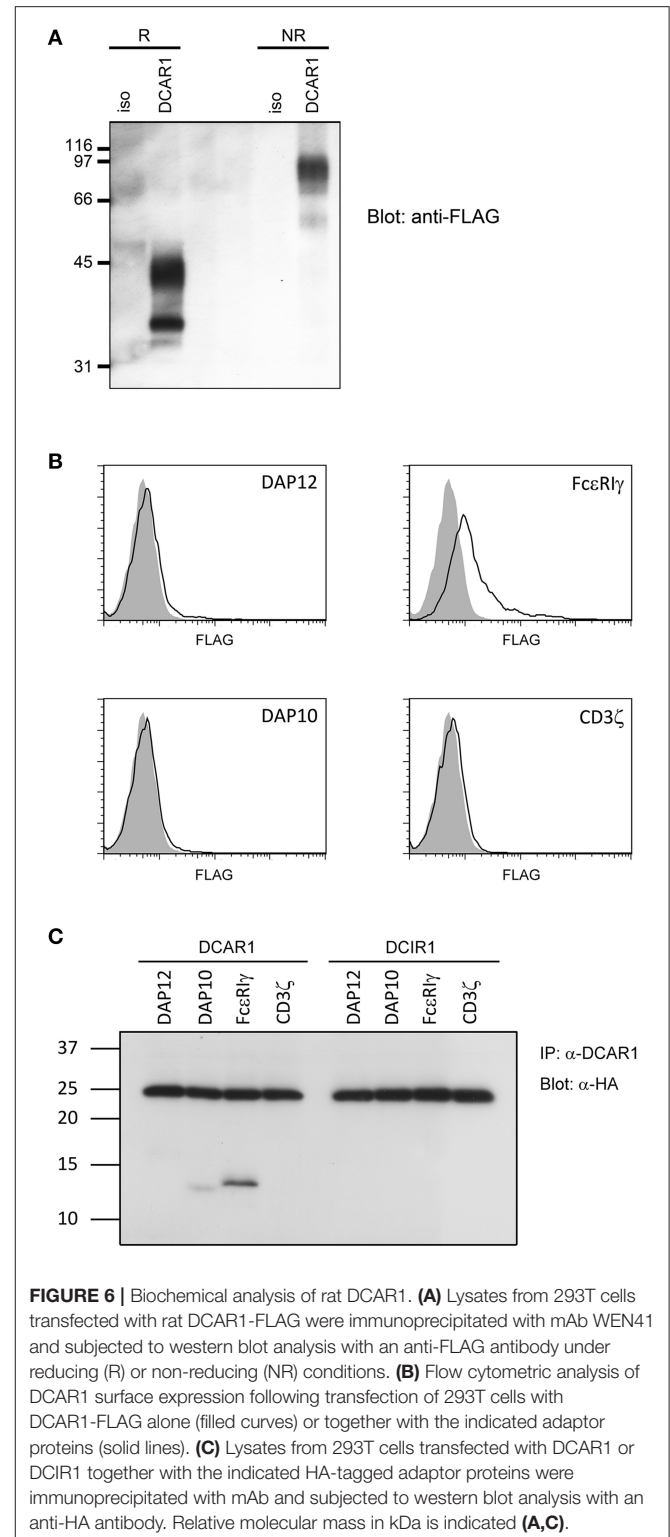 A
R
NR
iso
DCAR1
iso
DCAR1
116
97
66
45
31
Blot: anti-FLAG
B
DAP12
FLAG
FcεRIγ
FLAG
DAP10
FLAG
CD3ζ
FLAG
C
DCAR1
DCIR1
DAP12
DAP10
FcεRIγ
CD3ζ
DAP12
DAP10
FcεRIγ
CD3ζ
37
25
20
15
10
IP: α-DCAR1
Blot: α-HA
FIGURE 6 | Biochemical analysis of rat DCAR1. (A) Lysates from 293T cells
transfected with rat DCAR1-FLAG were immunoprecipitated with mAb WEN41
and subjected to western blot analysis with an anti-FLAG antibody under
reducing (R) or non-reducing (NR) conditions. (B) Flow cytometric analysis of
DCAR1 surface expression following transfection of 293T cells with
DCAR1-FLAG alone (filled curves) or together with the indicated adaptor
proteins (solid lines). (C) Lysates from 293T cells transfected with DCAR1 or
DCIR1 together with the indicated HA-tagged adaptor proteins were
immunoprecipitated with mAb and subjected to western blot analysis with an
anti-HA antibody. Relative molecular mass in kDa is indicated (A,C).